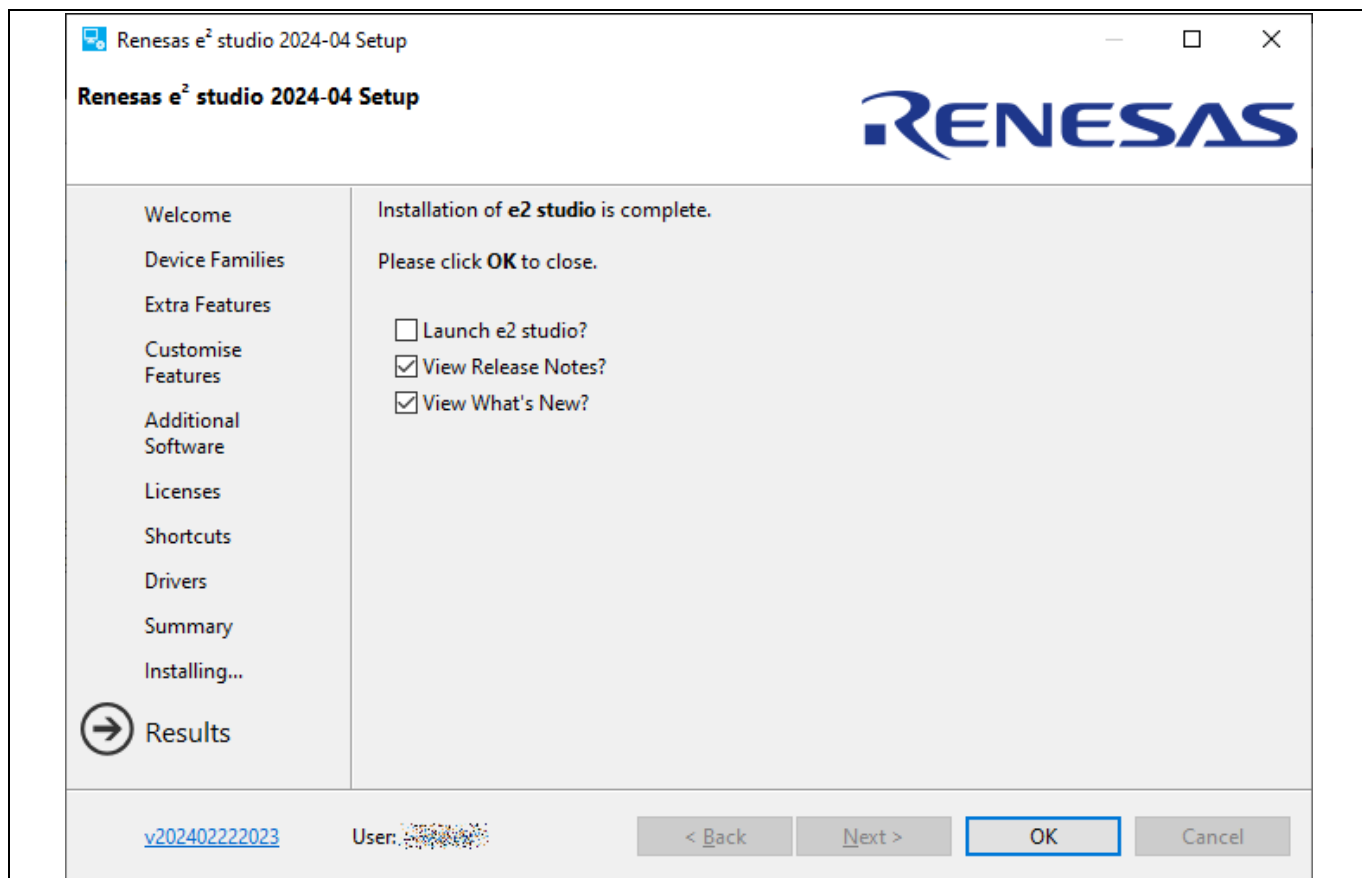 Renesas e² studio 2024-04 Setup
Renesas e² studio 2024-04 Setup
RENESAS
Welcome
Device Families
Extra Features
Customise
Features
Additional
Software
Licenses
Shortcuts
Drivers
Summary
Installing...
Results
Installation of e2 studio is complete.
Please click OK to close.
Launch e2 studio?
View Release Notes?
View What's New?
v202402222023
User:
< Back
Next >
OK
Cancel